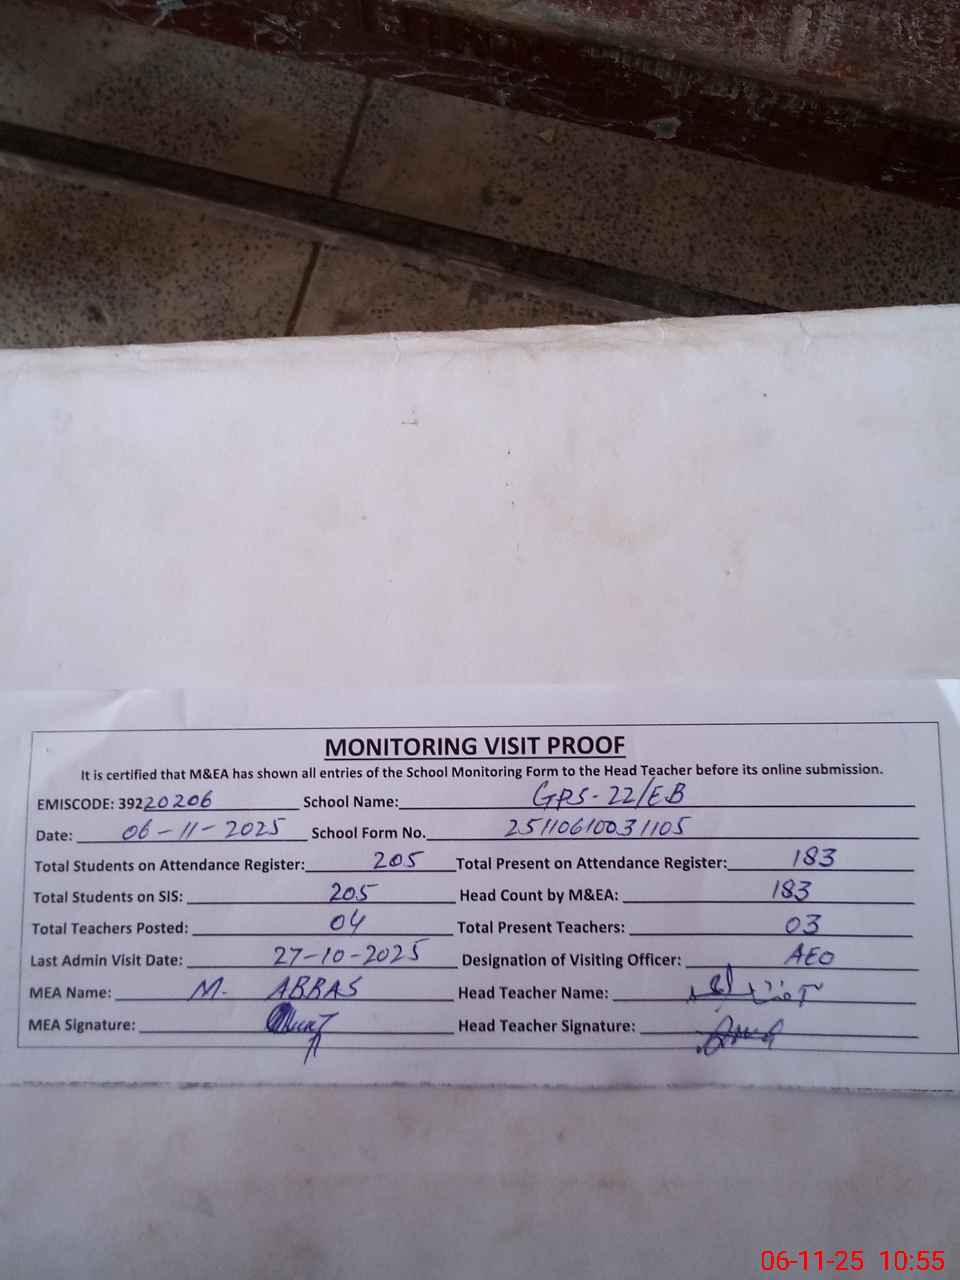 MONITORING VISIT PROOF
It is certified that M&EA has shown all entries of the School Monitoring Form to the Head Teacher before its online submission.
EMISCODE: 39220206 School Name: GPS-22/EB
Date: 06-11-2025 School Form No. 25110610031105
Total Students on Attendance Register: 205 Total Present on Attendance Register: 183
Total Students on SIS: 205 Head Count by M&EA: 183
Total Teachers Posted: 04 Total Present Teachers: 03
Last Admin Visit Date: 27-10-2025 Designation of Visiting Officer: AEO
MEA Name: M. ABBAS Head Teacher Name:
MEA Signature: Head Teacher Signature:
06-11-25 10:55